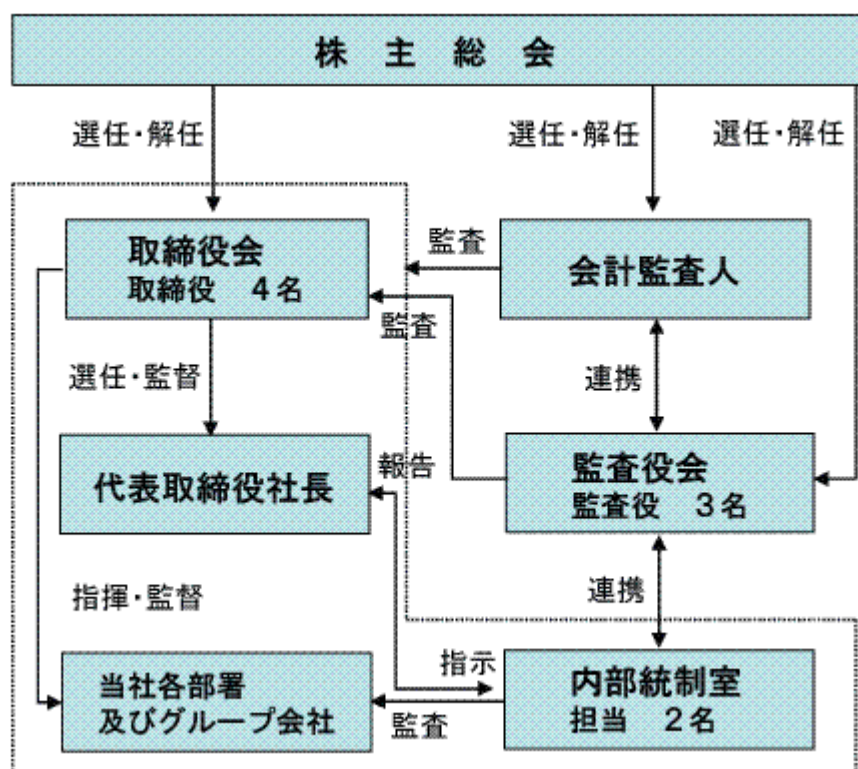 株 主 総 会
選任・解任
選任・解任
選任・解任
取締役会
取締役 4名
監査
会計監査人
監査
選任・監督
連携
代表取締役社長
報告
監査役会
監査役 3名
指揮・監督
連携
当社各部署
及びグループ会社
指示
監査
内部統制室
担当 2名